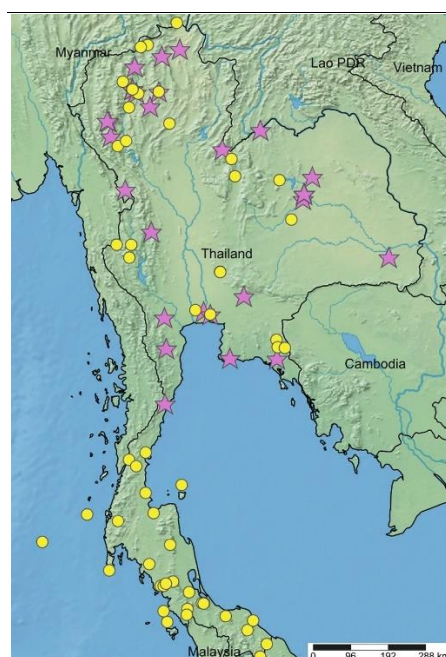 Myanmar
Lao PDR
Vietnam
Thailand
Cambodia
Malaysia
0 96 192 288 km